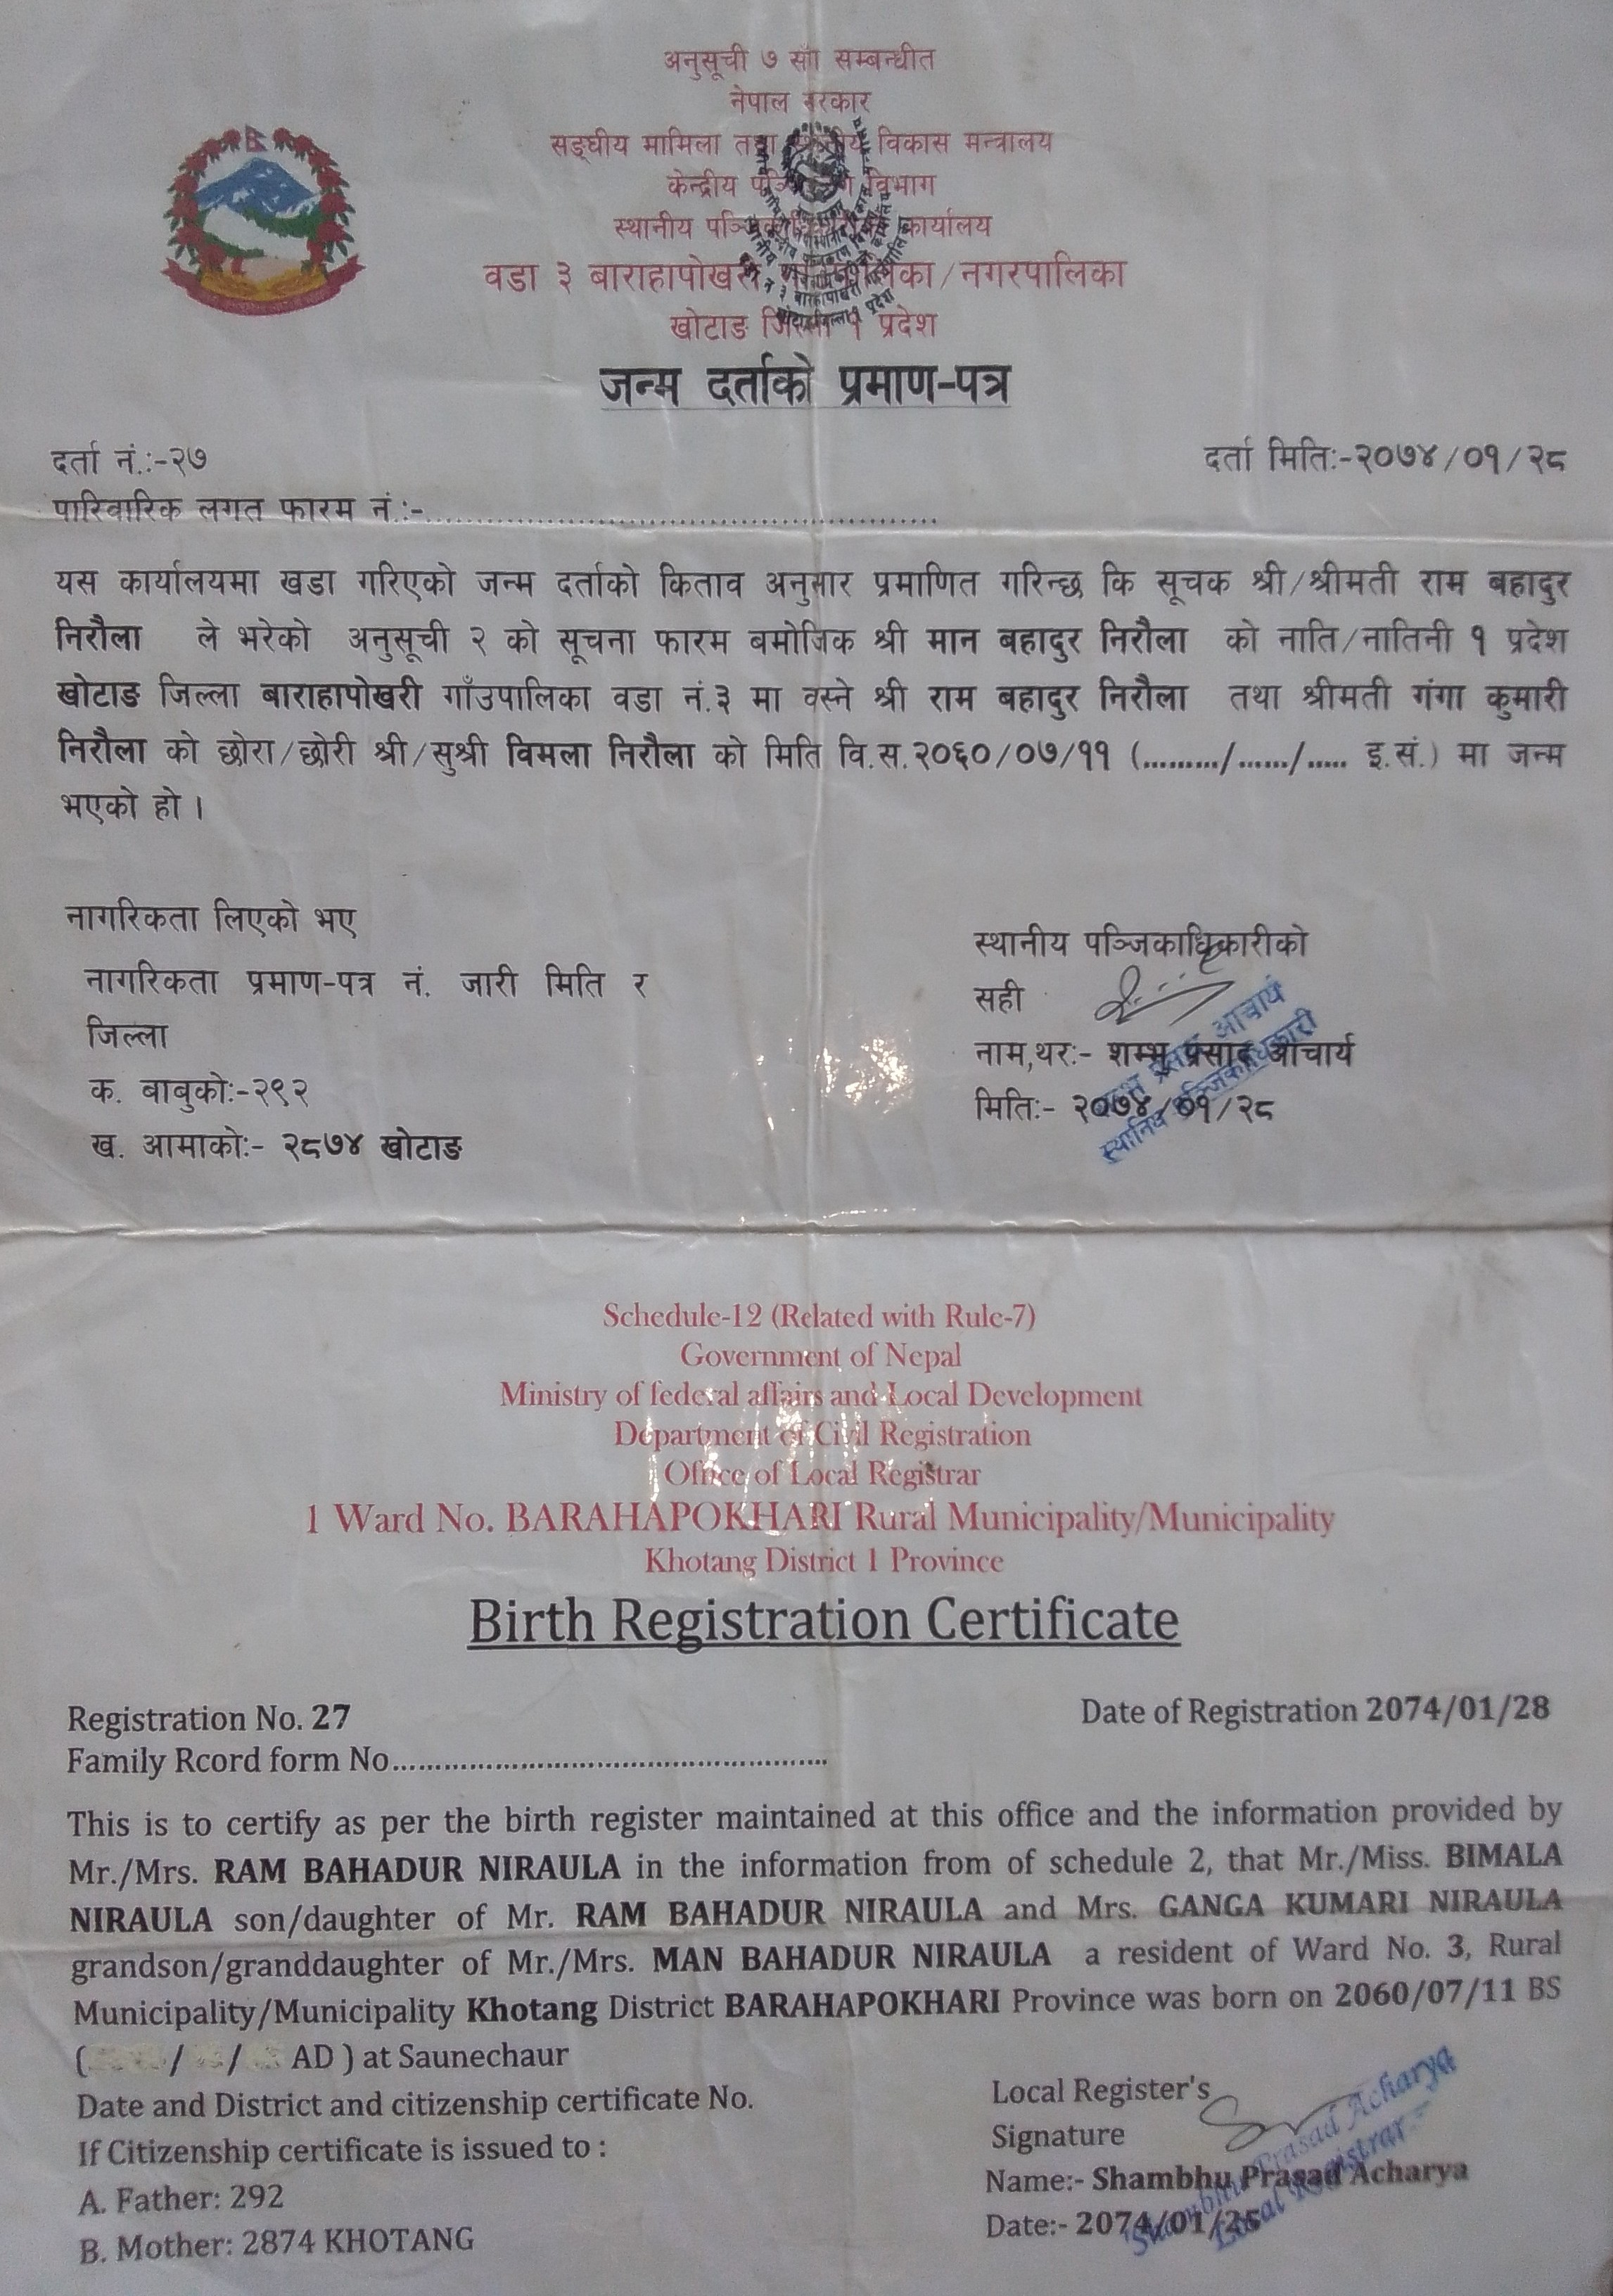 अनुसूची ७ सँग सम्बन्धीत
नेपाल सरकार
सङ्घीय मामिला तथा स्थानीय विकास मन्त्रालय
केन्द्रीय विभाग
स्थानीय कार्यालय
वडा ३ बाराहापोखरी /नगरपालिका
खोटाङ जिल्ला १ प्रदेश
जन्म दर्ताको प्रमाण-पत्र
दर्ता नं.:-२७
दर्ता मिति:-२०७४/०१/२८
पारिवारिक लगत फारम नं.:-..........................................................
यस कार्यालयमा खडा गरिएको जन्म दर्ताको किताव अनुसार प्रमाणित गरिन्छ कि सूचक श्री/श्रीमती राम बहादुर
निरौला ले भरेको अनुसूची २ को सूचना फारम बमोजिक श्री मान बहादुर निरौला को नाति/नातिनी १ प्रदेश
खोटाङ जिल्ला बाराहापोखरी गाँउपालिका वडा नं.३ मा वस्ने श्री राम बहादुर निरौला तथा श्रीमती गंगा कुमारी
निरौला को छोरा/छोरी श्री/सुश्री विमला निरौला को मिति वि.स.२०६०/०७/११ (........./....../..... इ.सं.) मा जन्म
भएको हो ।
नागरिकता लिएको भए
नागरिकता प्रमाण-पत्र नं. जारी मिति र
जिल्ला
क. बाबुको:-२९२
ख. आमाको:- २८७४ खोटाङ
स्थानीय पञ्जिकाधिकारीको
सही
नाम,थर:- शम्भु प्रसाद आचार्य
मिति:- २०७४/०१/२८
Schedule-12 (Related with Rule-7)
Government of Nepal
Ministry of federal affairs and Local Development
Department of Civil Registration
Office of Local Registrar
1 Ward No. BARAHAPOKHARI Rural Municipality/Municipality
Khotang District 1 Province
Birth Registration Certificate
Registration No. 27
Date of Registration 2074/01/28
Family Rcord form No....................................................
This is to certify as per the birth register maintained at this office and the information provided by
Mr./Mrs. RAM BAHADUR NIRAULA in the information from of schedule 2, that Mr./Miss. BIMALA
NIRAULA son/daughter of Mr. RAM BAHADUR NIRAULA and Mrs. GANGA KUMARI NIRAULA
grandson/granddaughter of Mr./Mrs. MAN BAHADUR NIRAULA a resident of Ward No. 3, Rural
Municipality/Municipality Khotang District BARAHAPOKHARI Province was born on 2060/07/11 BS
( / / AD ) at Saunechaur
Date and District and citizenship certificate No.
If Citizenship certificate is issued to :
A. Father: 292
B. Mother: 2874 KHOTANG
Local Register's
Signature
Name:- Shambhu Prasad Acharya
Date:- 2074/01/
Shambhu Prasad Acharya
Local Registrar